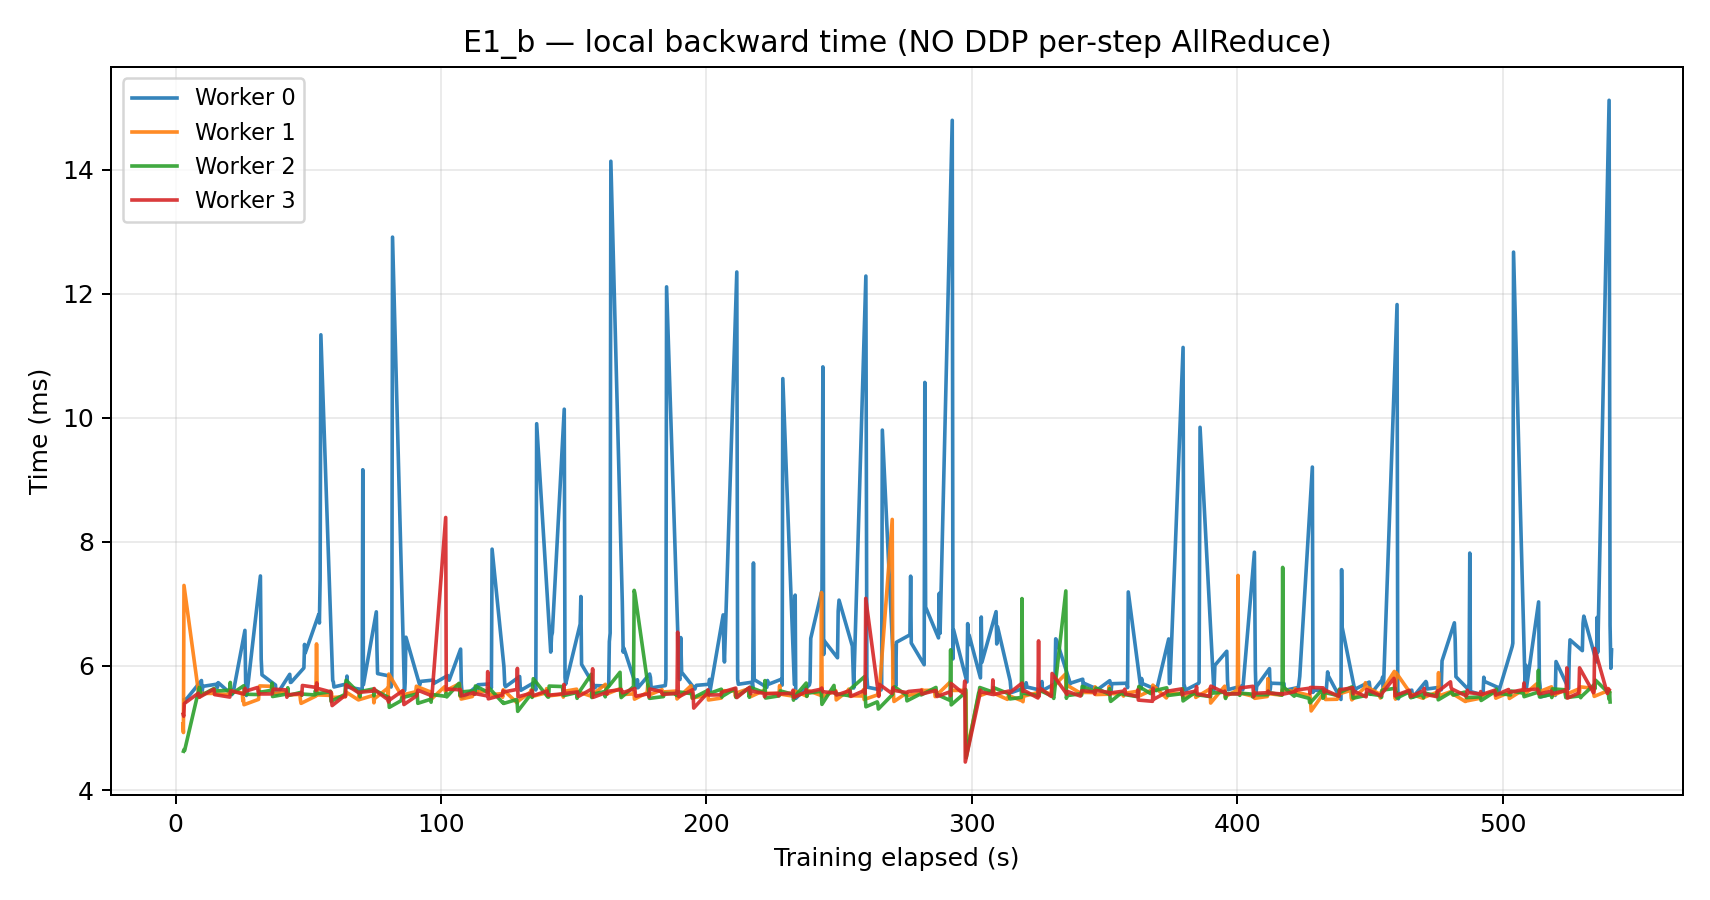 E1_b — local backward time (NO DDP per-step AllReduce)
Worker 0
Worker 1
Worker 2
Worker 3
Time (ms)
14
12
10
8
6
4
0 100 200 300 400 500
Training elapsed (s)